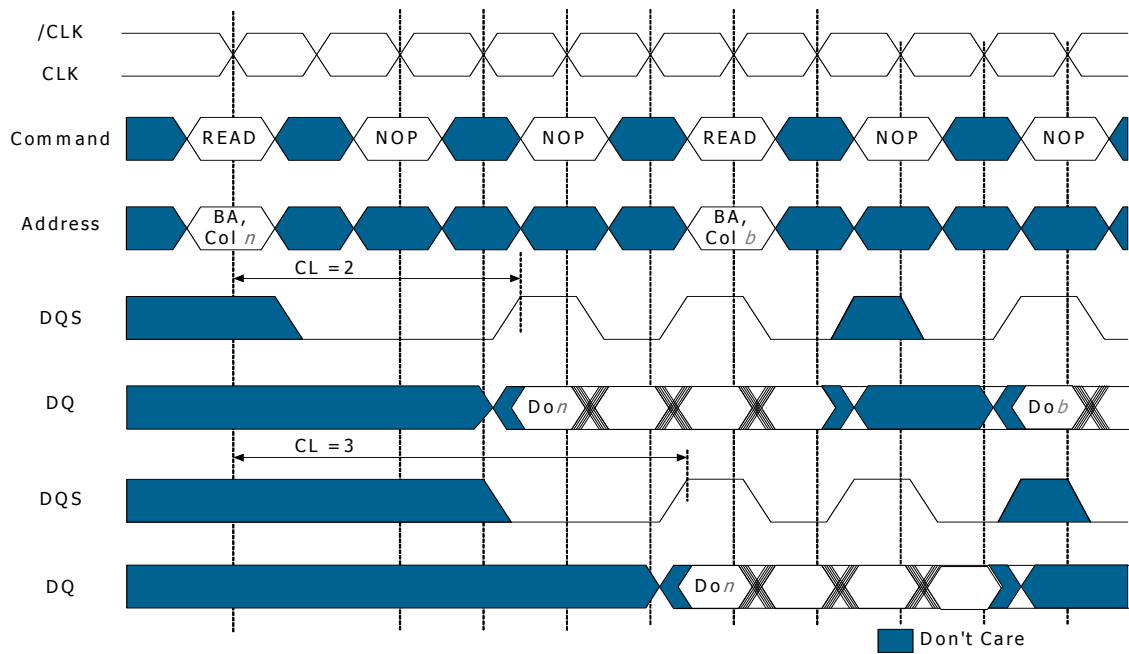 /CLK
CLK
Command READ NOP NOP READ NOP NOP
Address BA, Col n BA, Col b
CL = 2
DQS
DQ Don Dob
CL = 3
DQS
DQ Don
Don't Care